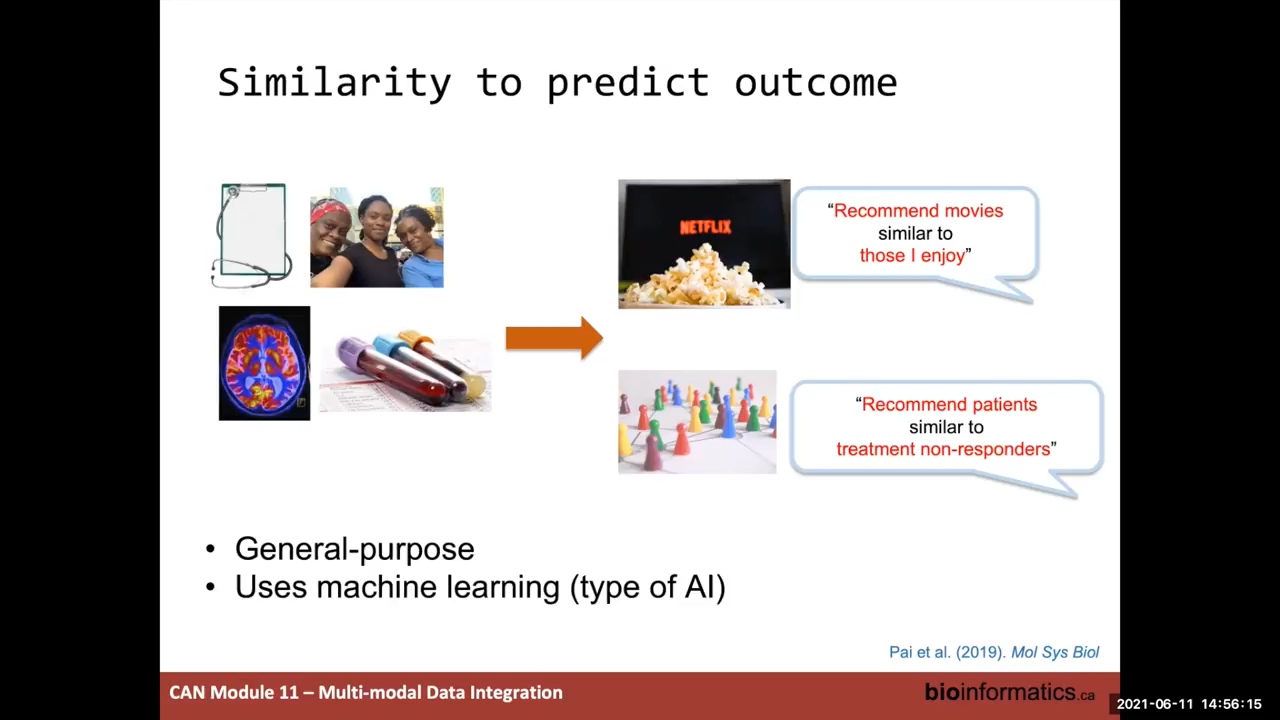 Similarity to predict outcome
NETFLIX
“Recommend movies
similar to
those I enjoy”
“Recommend patients
similar to
treatment non-responders”
• General-purpose
• Uses machine learning (type of AI)
Pai et al. (2019). Mol Sys Biol
CAN Module 11 – Multi-modal Data Integration
bioinformatics.ca
2021-06-11 14:56:15